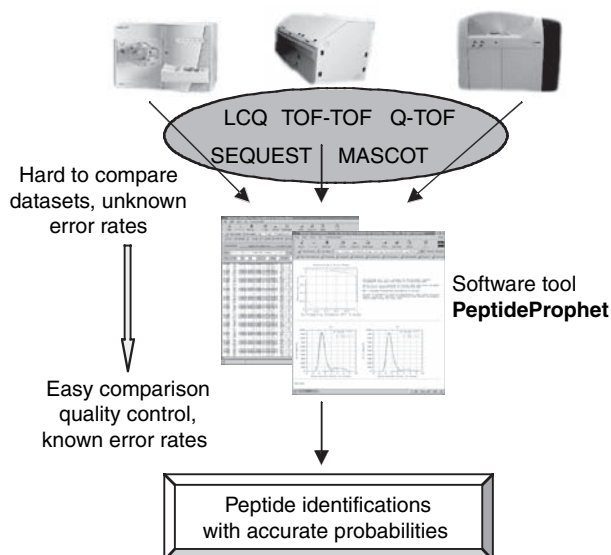 LCQ TOF-TOF Q-TOF
SEQUEST MASCOT
Hard to compare
datasets, unknown
error rates
Software tool
PeptideProphet
Easy comparison
quality control,
known error rates
Peptide identifications
with accurate probabilities